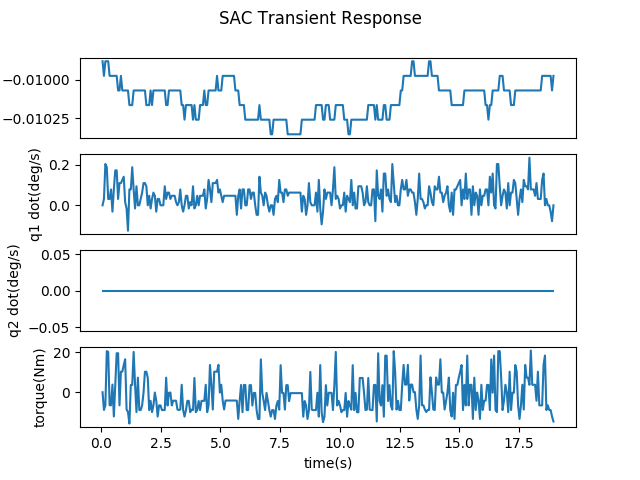 SAC Transient Response
−0.01000
−0.01025
q1 dot(deg/s)
0.2
0.0
q2 dot(deg/s)
0.05
0.00
−0.05
torque(Nm)
20
0
0.0 2.5 5.0 7.5 10.0 12.5 15.0 17.5
time(s)